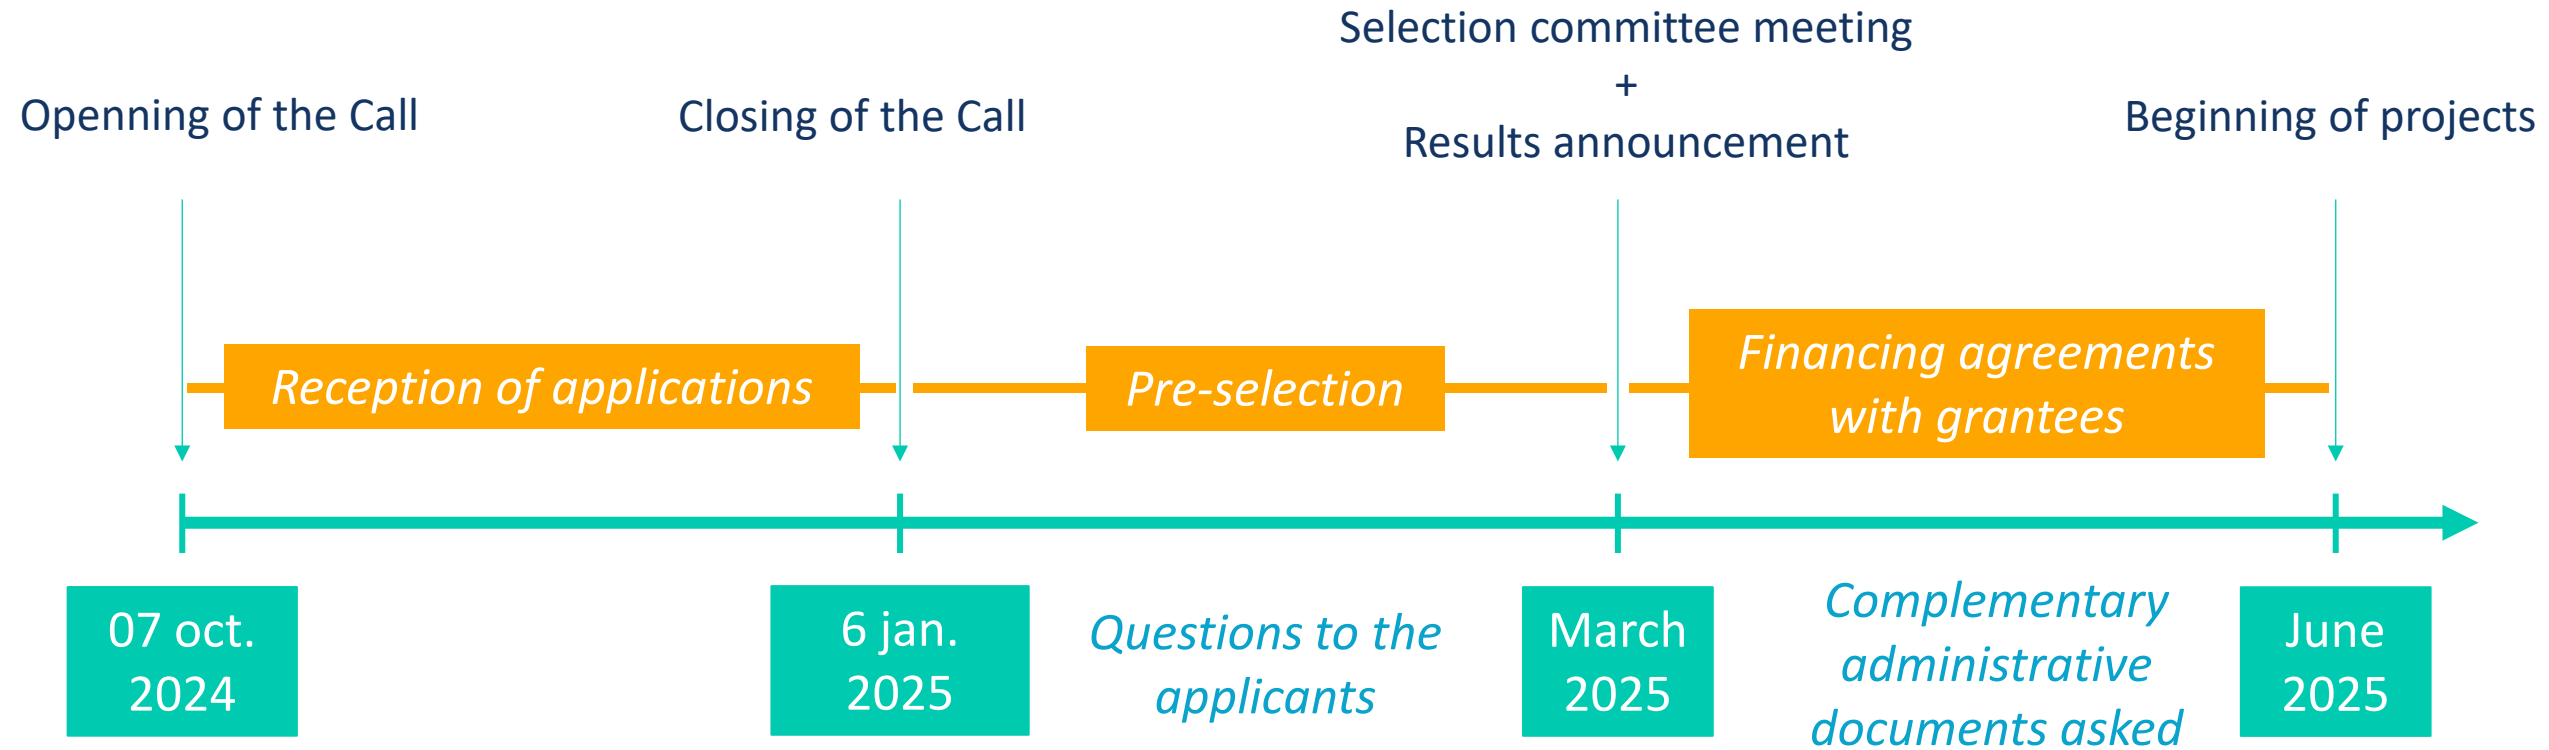 Openning of the Call
Closing of the Call
Selection committee meeting
+
Results announcement
Beginning of projects
Reception of applications
Pre-selection
Financing agreements
with grantees
07 oct.
2024
6 jan.
2025
Questions to the
applicants
March
2025
Complementary
administrative
documents asked
June
2025